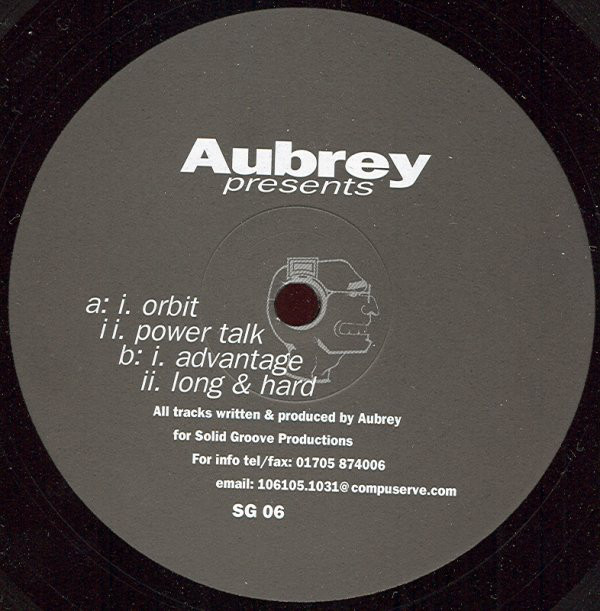 Aubrey
presents
a: i. orbit
ii. power talk
b: i. advantage
ii. long & hard
All tracks written & produced by Aubrey
for Solid Groove Productions
For info tel/fax: 01705 874006
email: 106105.1031@compuserve.com
SG 06